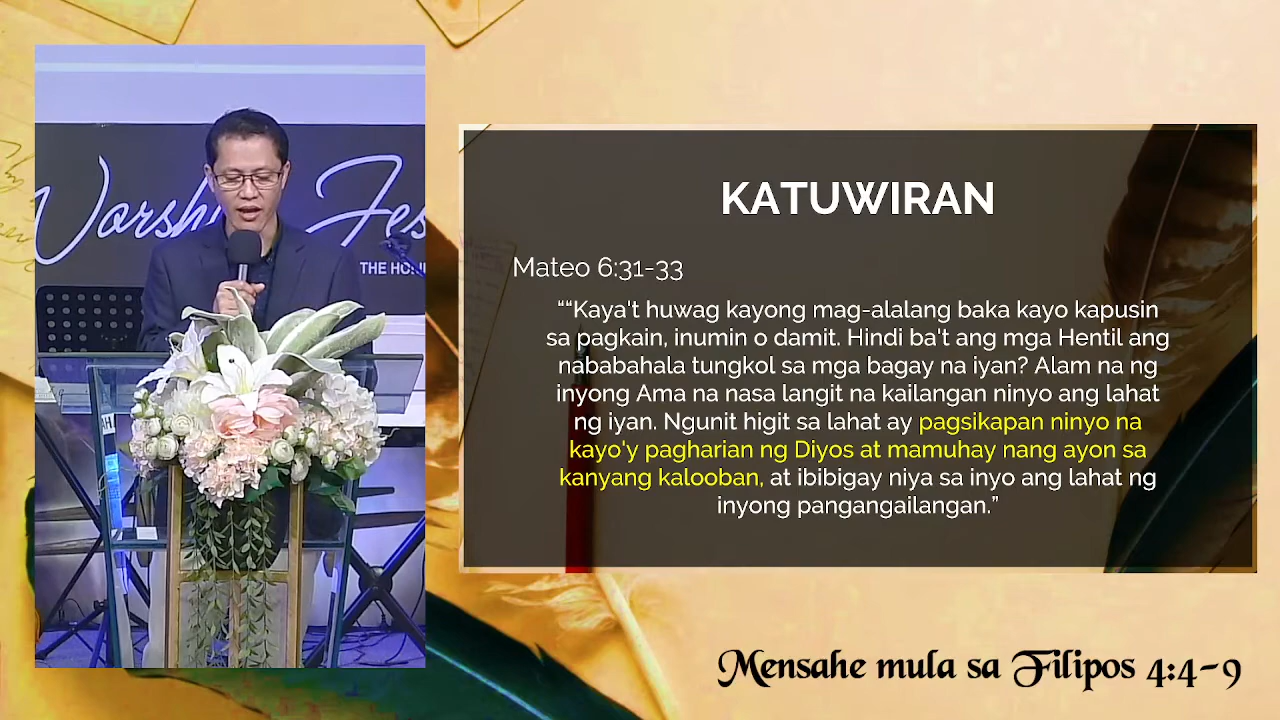 Worship Fes
THE HON
KATUWIRAN
Mateo 6:31-33
““Kaya't huwag kayong mag-alalang baka kayo kapusin
sa pagkain, inumin o damit. Hindi ba't ang mga Hentil ang
nababahala tungkol sa mga bagay na iyan? Alam na ng
inyong Ama na nasa langit na kailangan ninyo ang lahat
ng iyan. Ngunit higit sa lahat ay pagsikapan ninyo na
kayo'y pagharian ng Diyos at mamuhay nang ayon sa
kanyang kalooban, at ibibigay niya sa inyo ang lahat ng
inyong pangangailangan.”
Mensahe mula sa Filipos 4:4-9